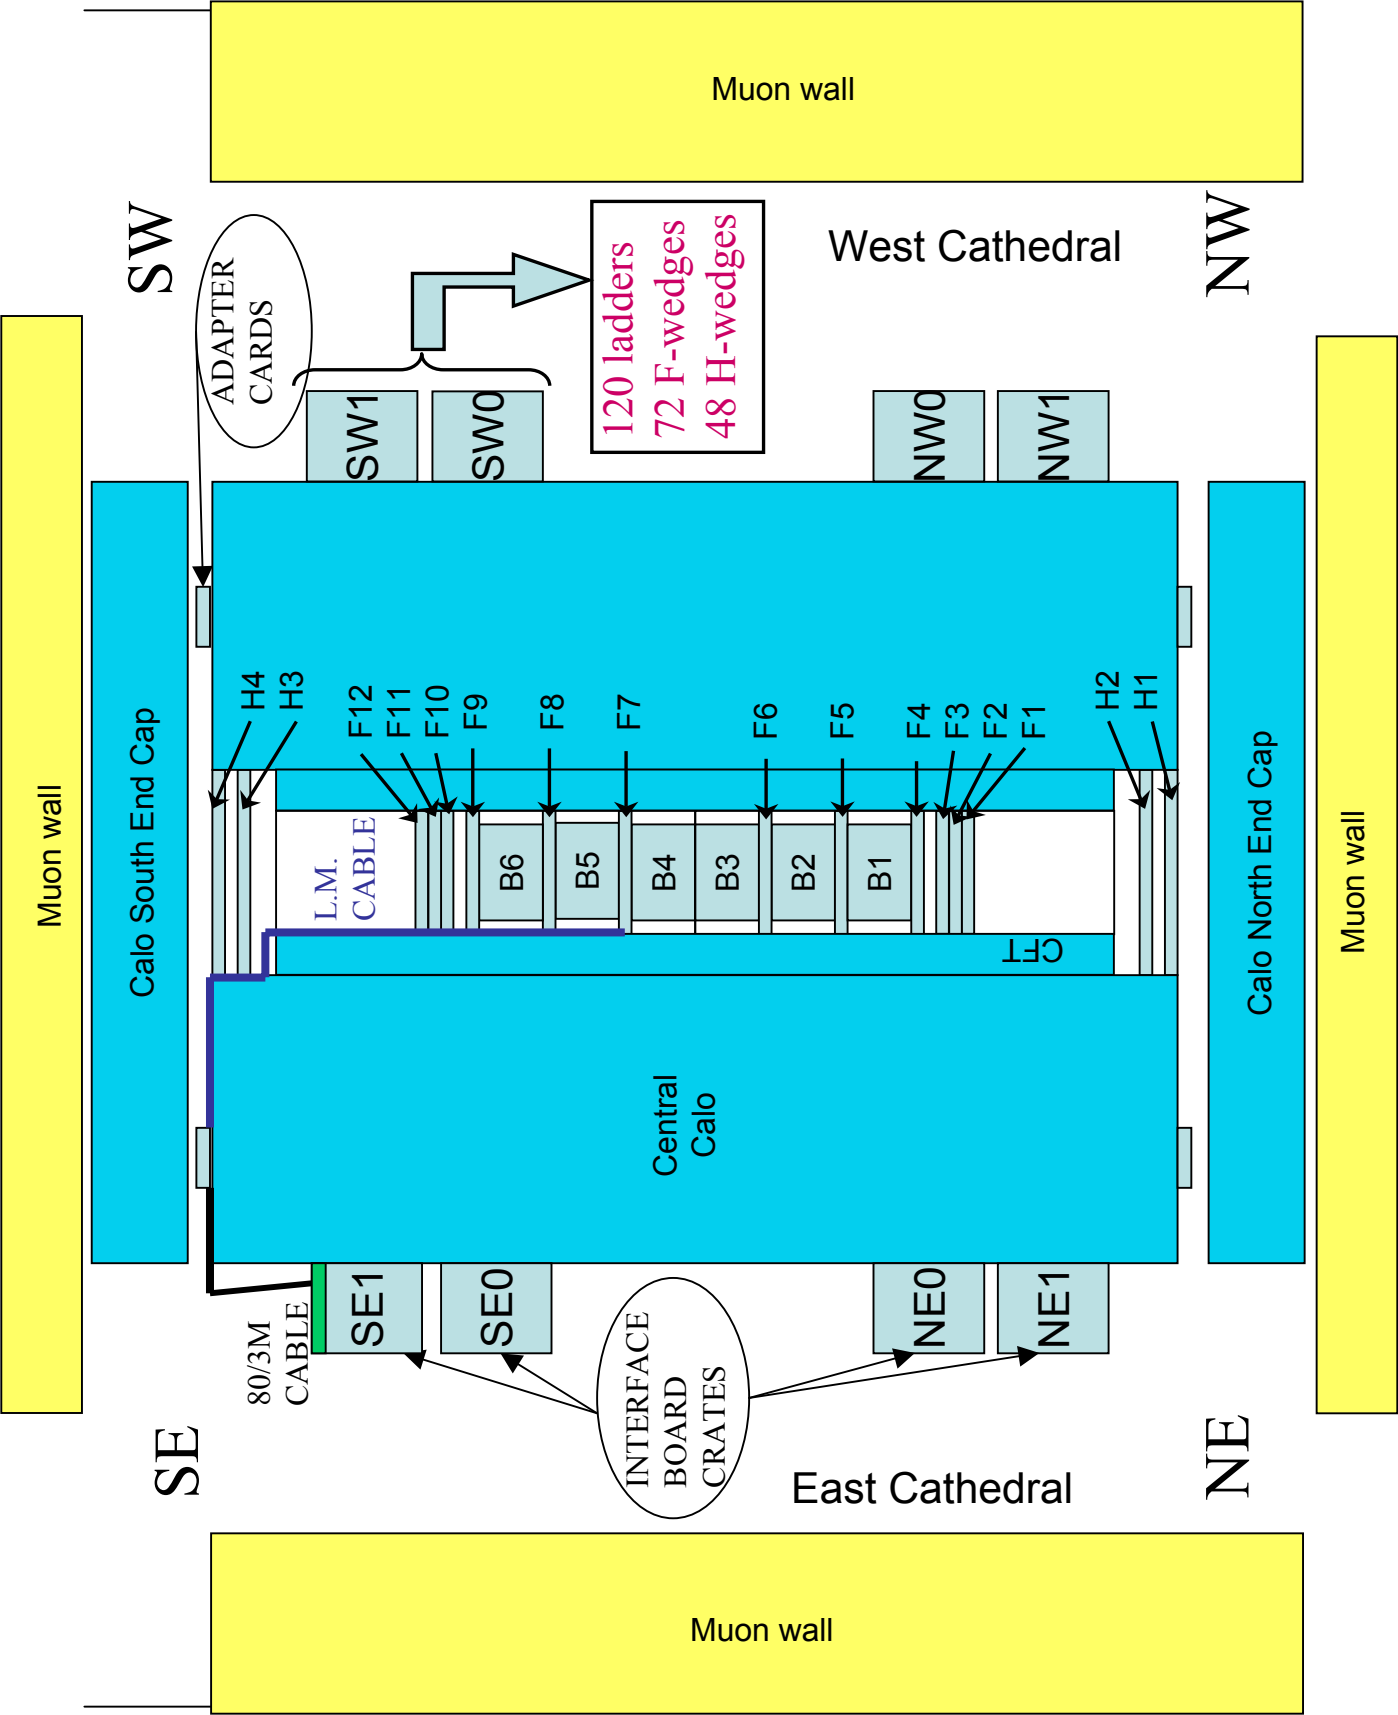 Muon wall
SW
NW
West Cathedral
ADAPTER
CARDS
120 ladders
72 F-wedges
48 H-wedges
SW1
SW0
NW0
NW1
Muon wall
Calo South End Cap
H4
H3
F12
F11
F10
F9
F8
F7
F6
F5
F4
F3
F2
F1
H2
H1
L.M.
CABLE
B6
B5
B4
B3
B2
B1
CFT
Central
Calo
Calo North End Cap
Muon wall
80/3M
CABLE
SE1
SE0
NE0
NE1
INTERFACE
BOARD
CRATES
SE
NE
East Cathedral
Muon wall